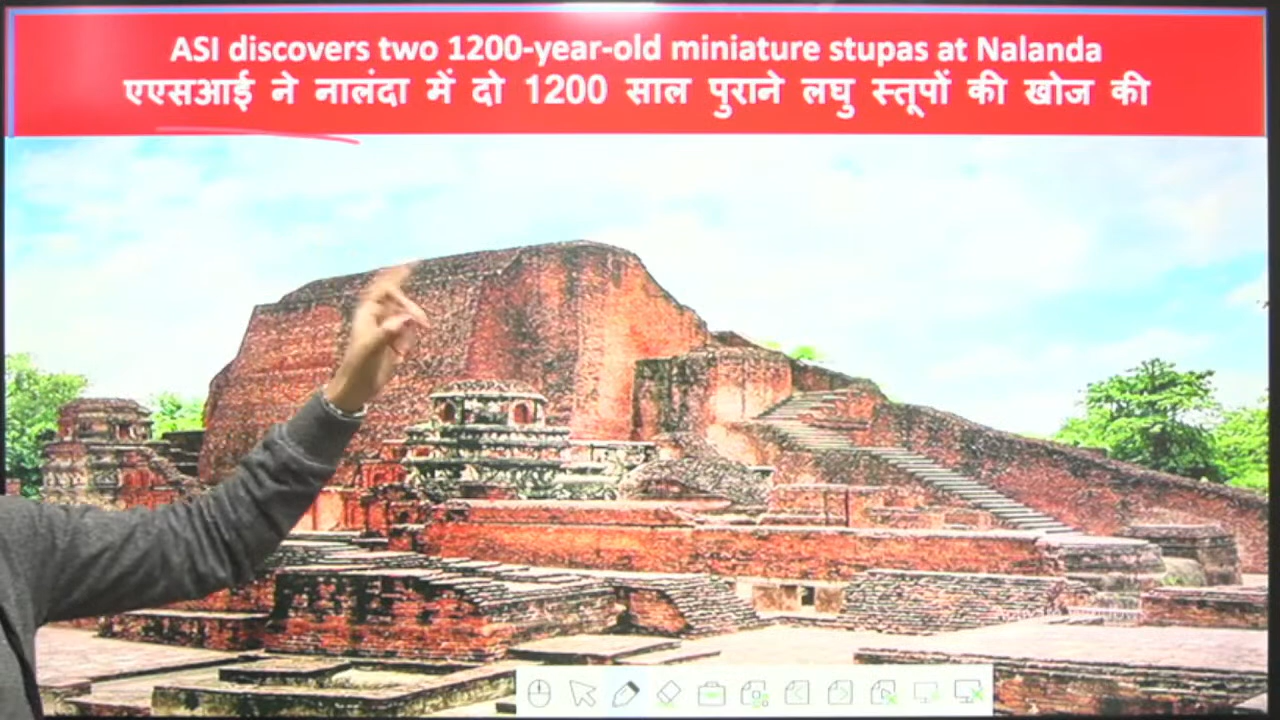 ASI discovers two 1200-year-old miniature stupas at Nalanda
एएसआई ने नालंदा में दो 1200 साल पुराने लघु स्तूपों की खोज की